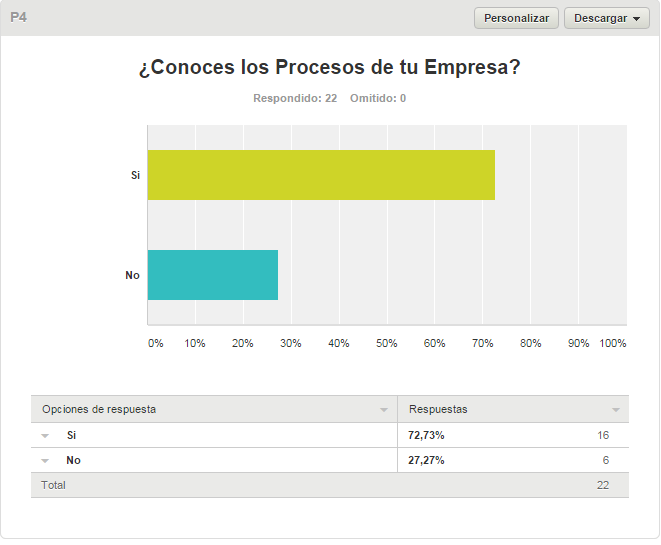 P4
Personalizar
Descargar
¿Conoces los Procesos de tu Empresa?
Respondido: 22 Omitido: 0
Si
No
0% 10% 20% 30% 40% 50% 60% 70% 80% 90% 100%
Opciones de respuesta Respuestas
Si 72,73% 16
No 27,27% 6
Total 22